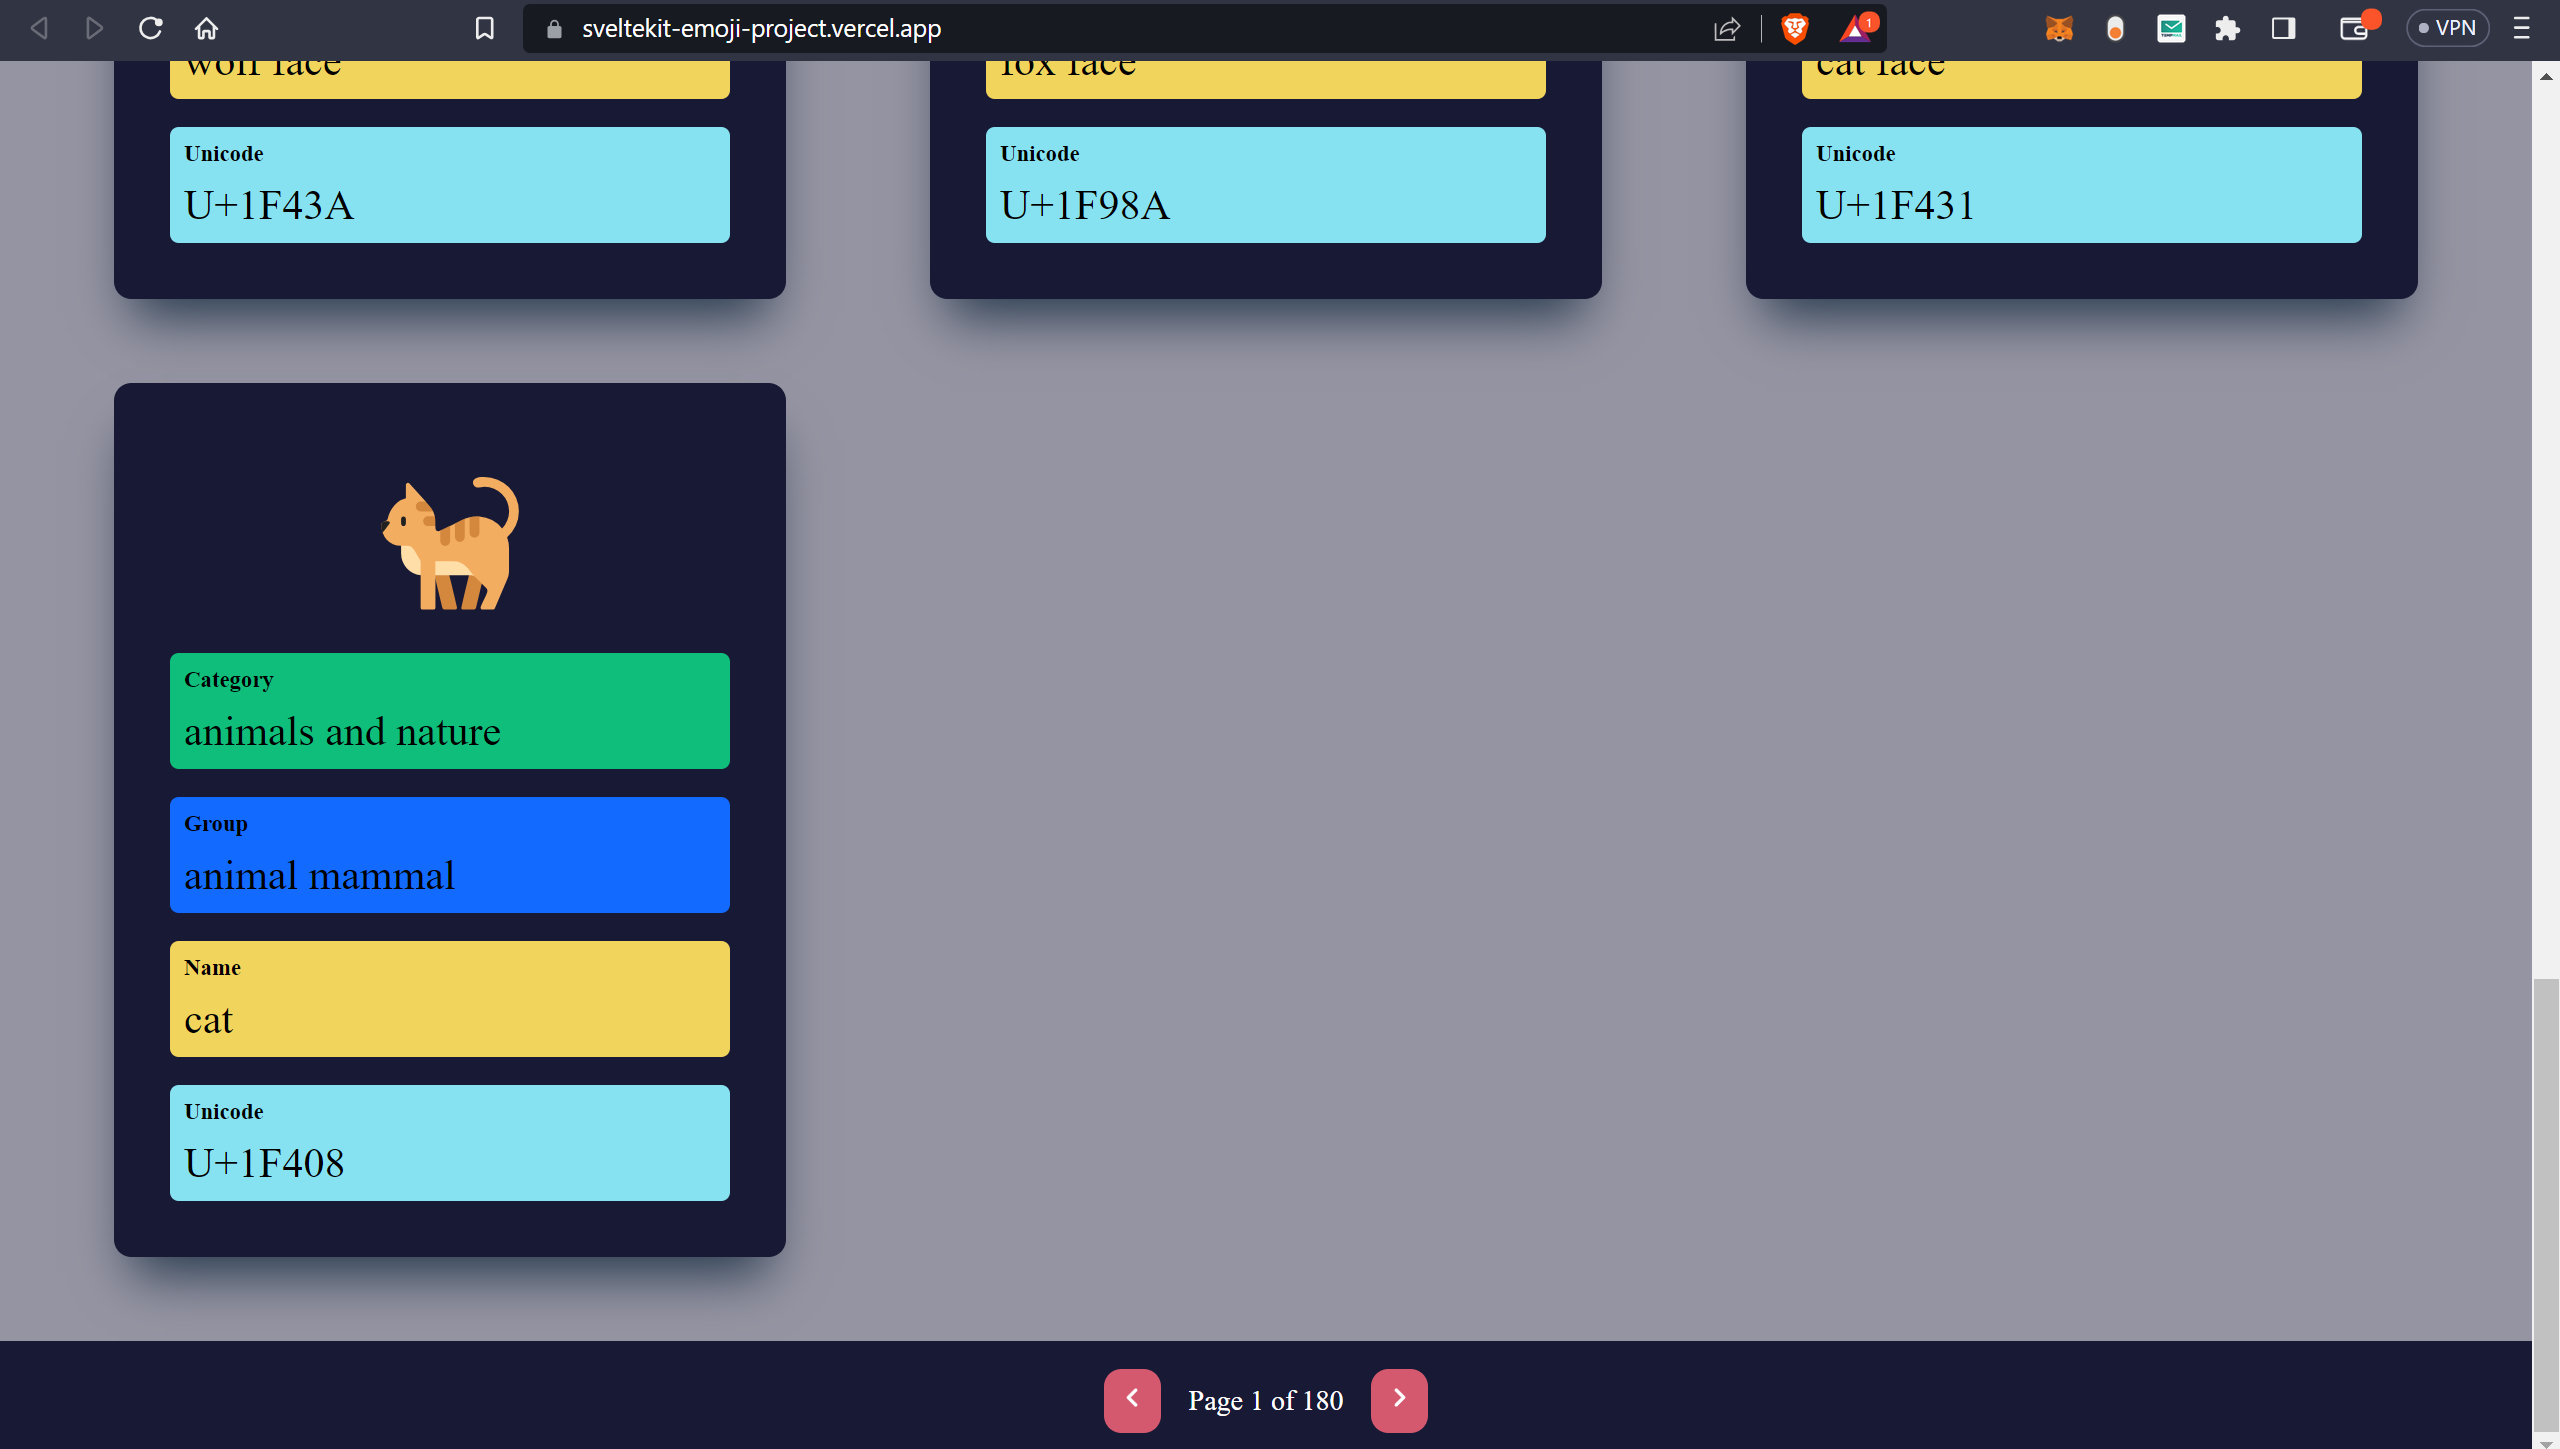 sveltekit-emoji-project.vercel.app
1
VPN
wolf face
fox face
cat face
Unicode
U+1F43A
Unicode
U+1F98A
Unicode
U+1F431
Category
animals and nature
Group
animal mammal
Name
cat
Unicode
U+1F408
Page 1 of 180